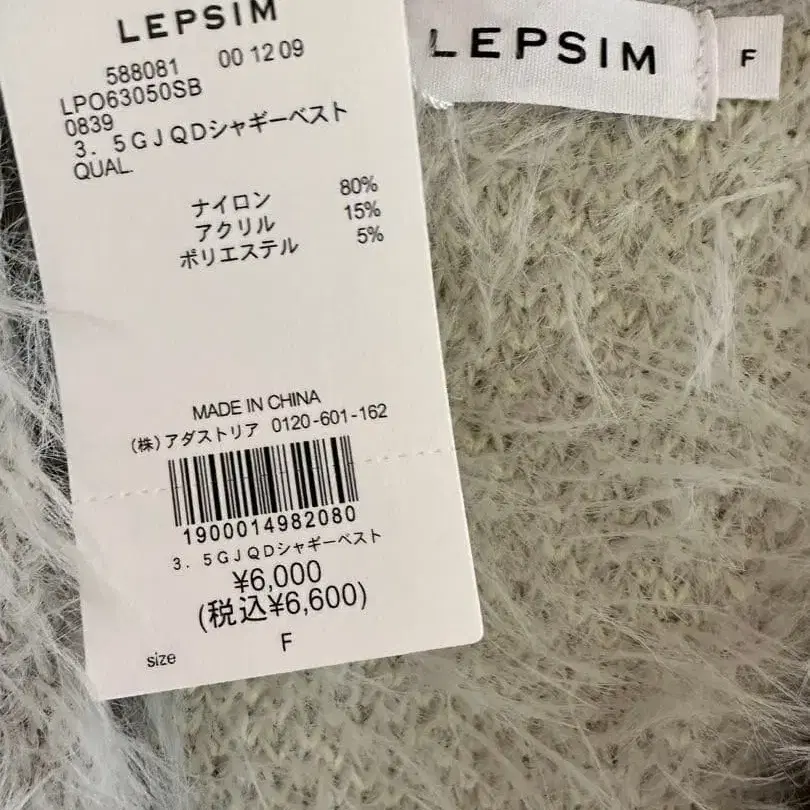 LEPSIM
588081 00 12 09
LPO63050SB
0839
3．5GJQDシャギーベスト
QUAL.
ナイロン 80%
アクリル 15%
ポリエステル 5%
MADE IN CHINA
(株)アダストリア 0120-601-162
1900014982080
3．5GJQDシャギーベスト
¥6,000
(税込¥6,600)
size F
LEPSIM
F